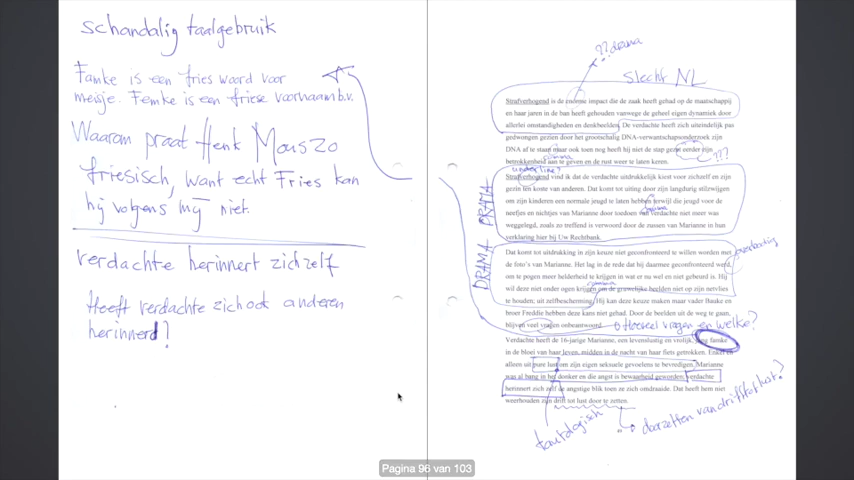 schandalig taalgebruik
Famke is een fries woord voor
meisje. Femke is een friese voornaam b.v.
Waarom praat Henk Mous zo
friesisch, want echt Fries kan
hij volgens mij niet.
verdachte herinnert zichzelf
Heeft verdachte zich ook anderen
herinnerd?
??drama
Slecht NL
Strafverhogend is de enorme impact die de zaak heeft gehad op de maatschappij
en haar jaren in de ban heeft gehouden vanwege de geheel eigen dynamiek door
allerlei omstandigheden en denkbeelden. De verdachte heeft zich uiteindelijk pas
gedwongen gezien door het grootschalig DNA-verwantschapsonderzoek zijn
DNA af te staan maar ook toen nog heeft hij niet de stap gezet eerder zijn
betrokkenheid aan te geven en de rust weer te laten keren.
???
underline?
Strafverhogend vind ik dat de verdachte uitdrukkelijk kiest voor zichzelf en zijn
gezin ten koste van anderen. Dat komt tot uiting door zijn langdurig stilzwijgen
om zijn kinderen een normale jeugd te laten hebben terwijl die jeugd voor de
neefjes en nichtjes van Marianne door toedoen van verdachte niet meer was
weggelegd, zoals zo treffend is verwoord door de zussen van Marianne in hun
verklaring hier bij Uw Rechtbank.
DRAMA DRAMA
Dat komt tot uitdrukking in zijn keuze niet geconfronteerd te willen worden met
de foto's van Marianne. Het lag in de rede dat hij daarmee geconfronteerd werd,
om te pogen meer helderheid te krijgen in wat er nu wel en niet gebeurd is. Hij
wil deze niet onder ogen krijgen om de gruwelijke beelden niet op zijn netvlies
te houden; uit zelfbescherming. Hij kan deze keuze maken maar vader Bauke en
broer Freddie hebben deze kans niet gehad. Door de beelden uit de weg te gaan,
blijven veel vragen onbeantwoord.
Hoeveel vragen en welke?
Verdachte heeft de 16-jarige Marianne, een levenslustig en vrolijk, jong famke
in de bloei van haar leven, midden in de nacht van haar fiets getrokken. Enkel en
alleen uit pure lust om zijn eigen seksuele gevoelens te bevredigen. Marianne
was al bang in het donker en die angst is bewaarheid geworden, verdachte
herinnert zich zelf de angstige blik toen ze zich omdraaide. Dat heeft hem niet
weerhouden zijn drift tot lust door te zetten.
tautologisch
doorzetten van drift tot lust?
Pagina 96 van 103